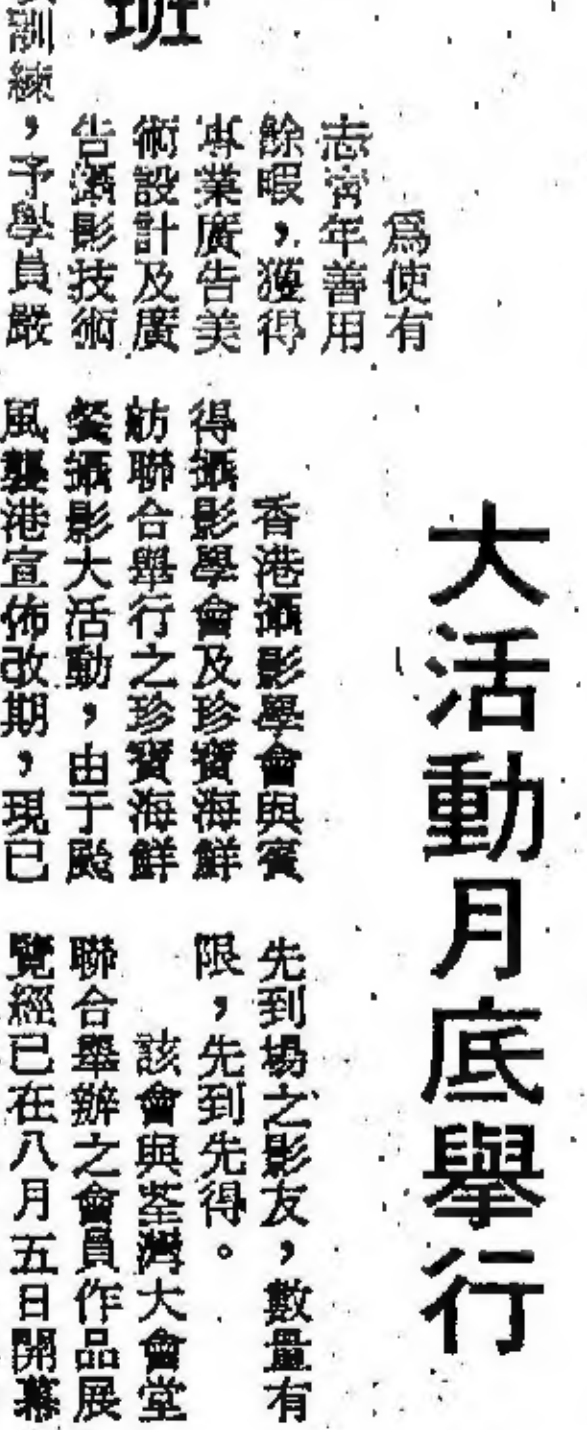 班
爲使有
志青年善用
餘暇，獲得
專業廣告美
術設計及廣
告攝影技術
訓練，予學員嚴
大活動月底舉行
香港攝影學會與賓
得攝影學會及珍寶海鮮
舫聯合舉行之珍寶海鮮
餐攝影大活動，由于颱
風襲港宣佈改期，現已
先到場之影友，數量有
限，先到先得。
該會與荃灣大會堂
聯合舉辦之會員作品展
覽經已在八月五日開幕